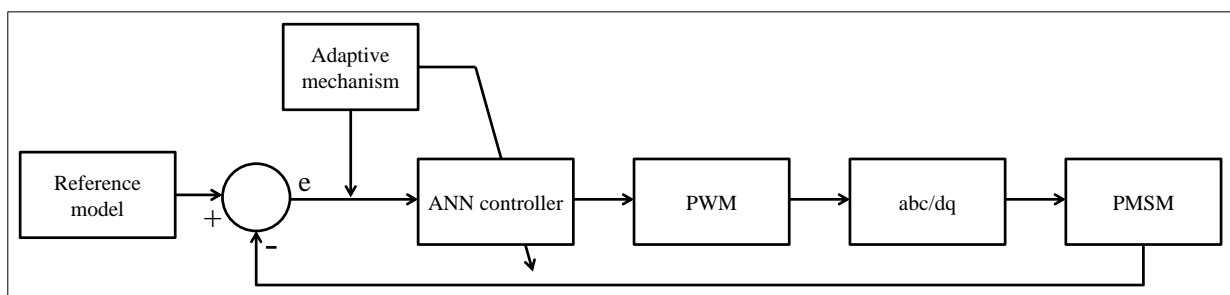 Adaptive
mechanism
Reference
model
+
-
e
ANN controller
PWM
abc/dq
PMSM